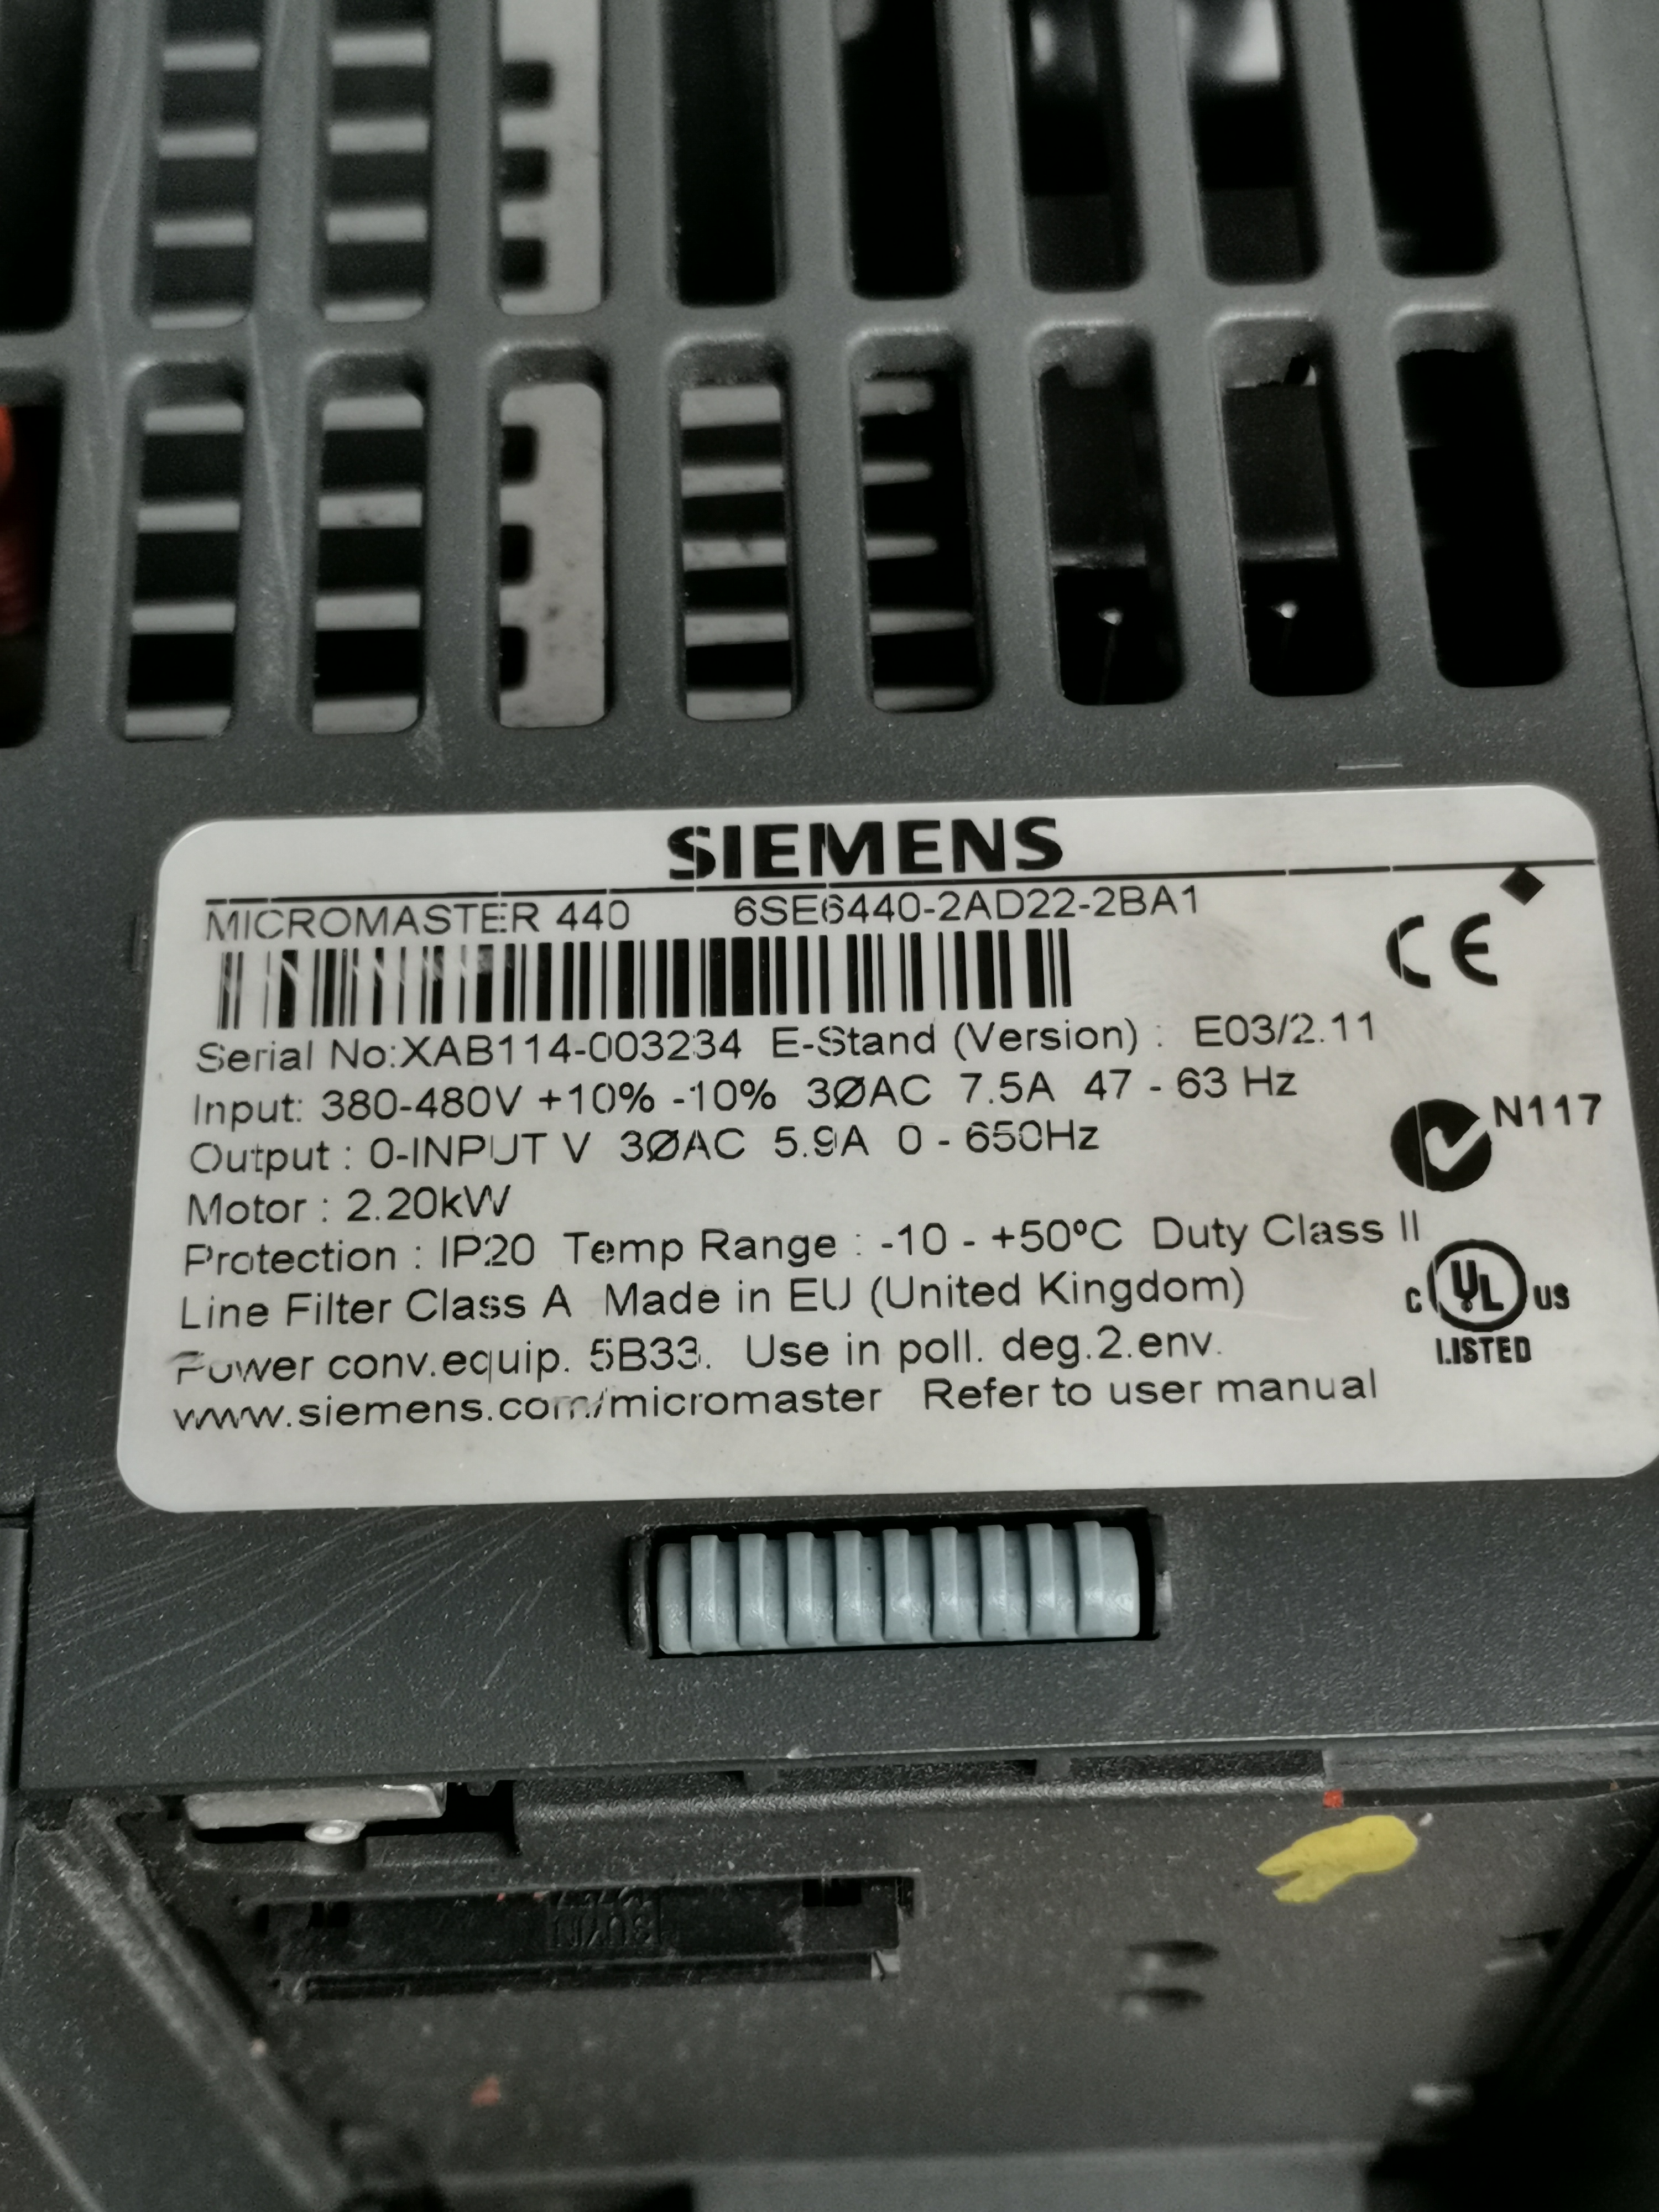 SIEMENS
MICROMASTER 440 6SE6440-2AD22-2BA1
CE
Serial No:XAB114-003234 E-Stand (Version) : E03/2.11
Input: 380-480V +10% -10% 3ØAC 7.5A 47 - 63 Hz
N117
Output : 0-INPUT V 3ØAC 5.9A 0 - 650Hz
Motor : 2.20kW
Protection : IP20 Temp Range : -10 - +50ºC Duty Class II
Line Filter Class A Made in EU (United Kingdom)
C UL US
LISTED
Power conv.equip. 5B33. Use in poll. deg.2.env.
www.siemens.com/micromaster Refer to user manual